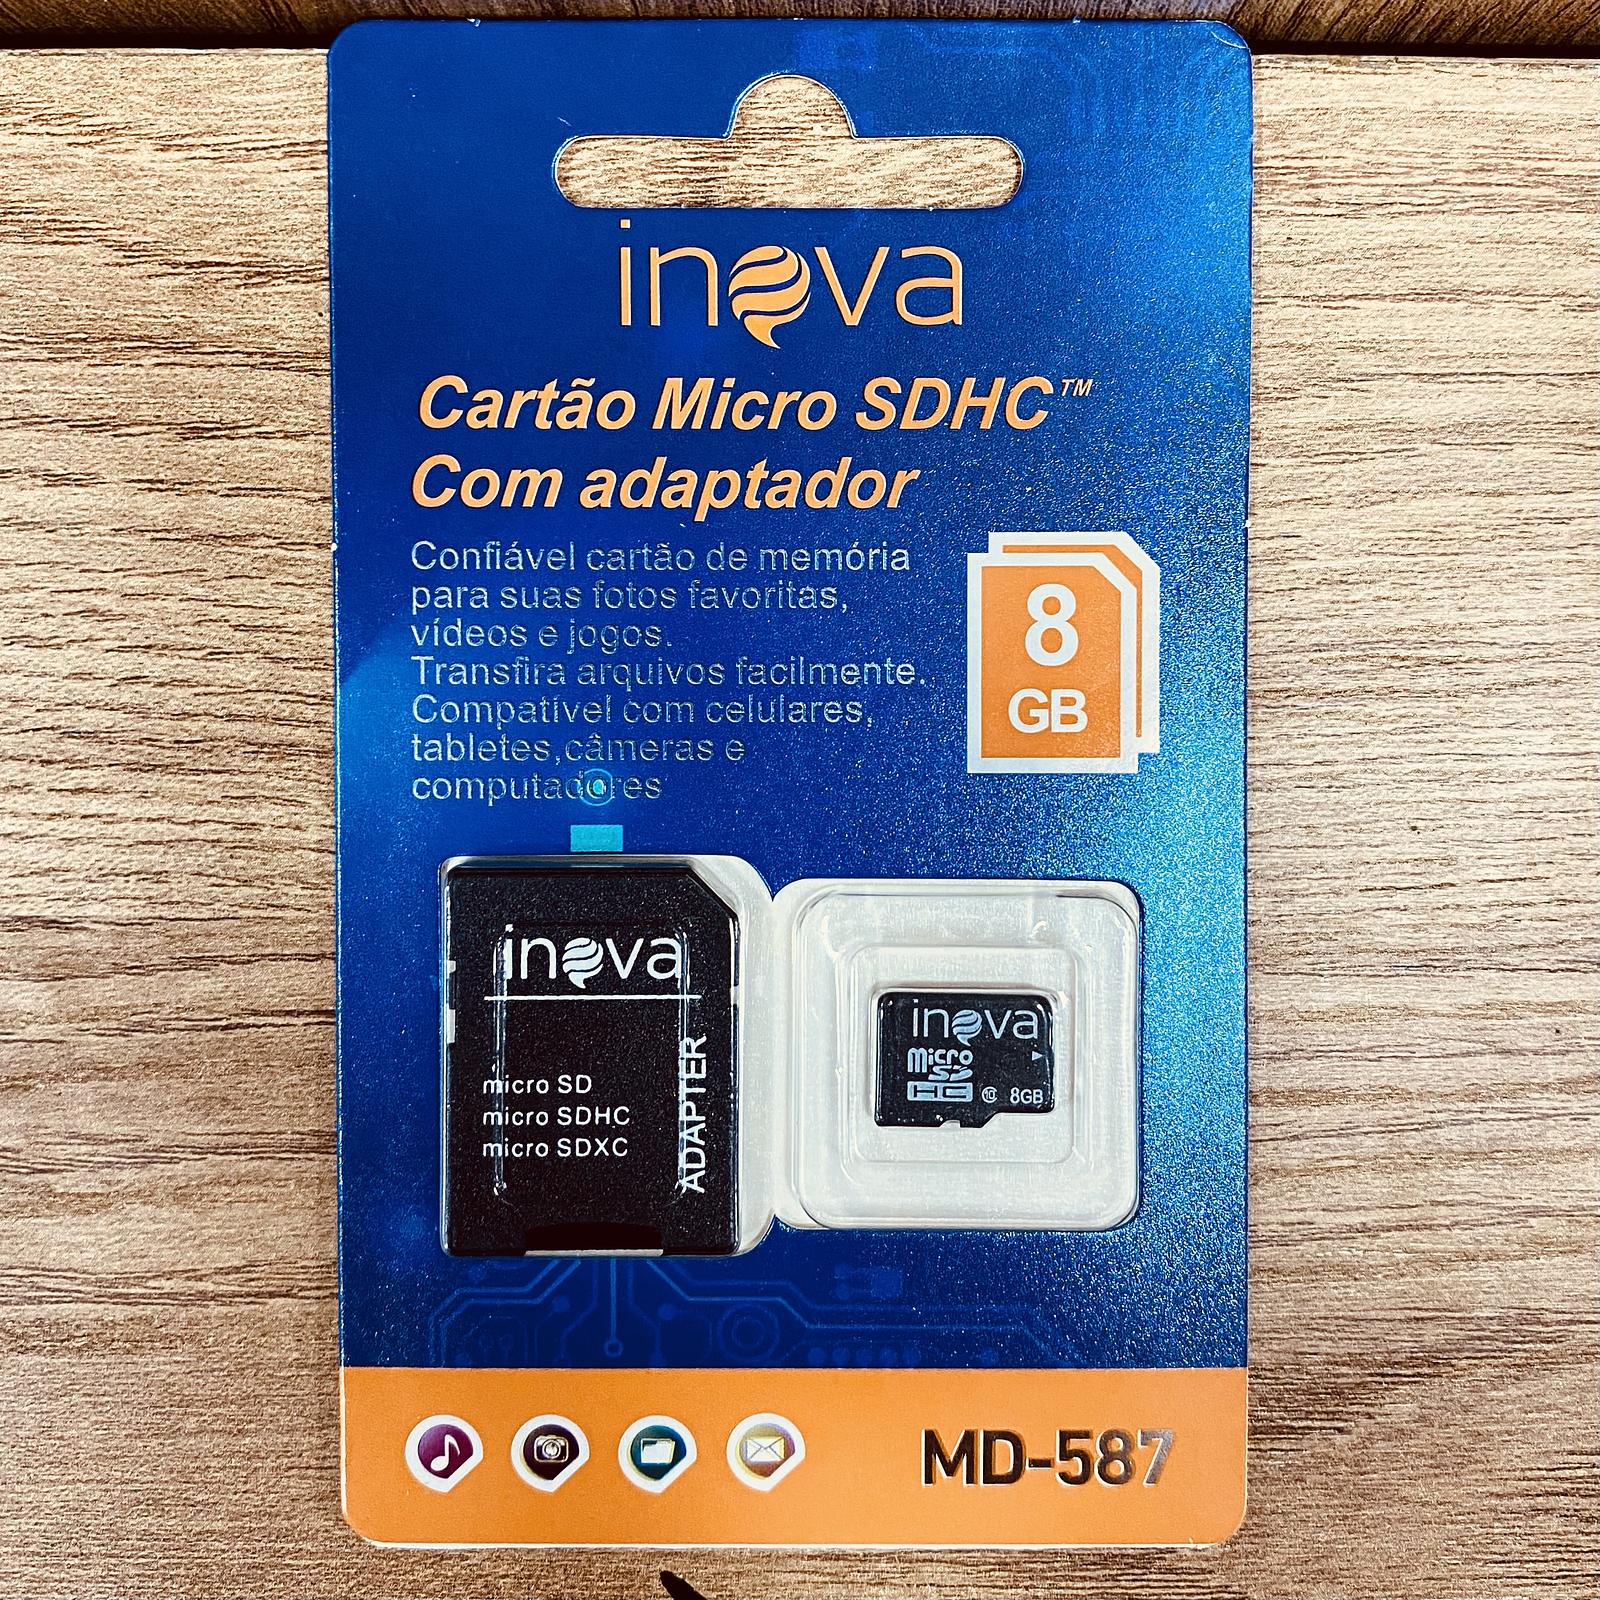 inova
Cartão Micro SDHC™
Com adaptador
Confiável cartão de memória
para suas fotos favoritas,
vídeos e jogos.
Transfira arquivos facilmente.
Compatível com celulares,
tabletes,câmeras e
computadores
8
GB
inova
micro SD
micro SDHC
micro SDXC
ADAPTER
inova
micro
SD
HC 10 8GB
MD-587